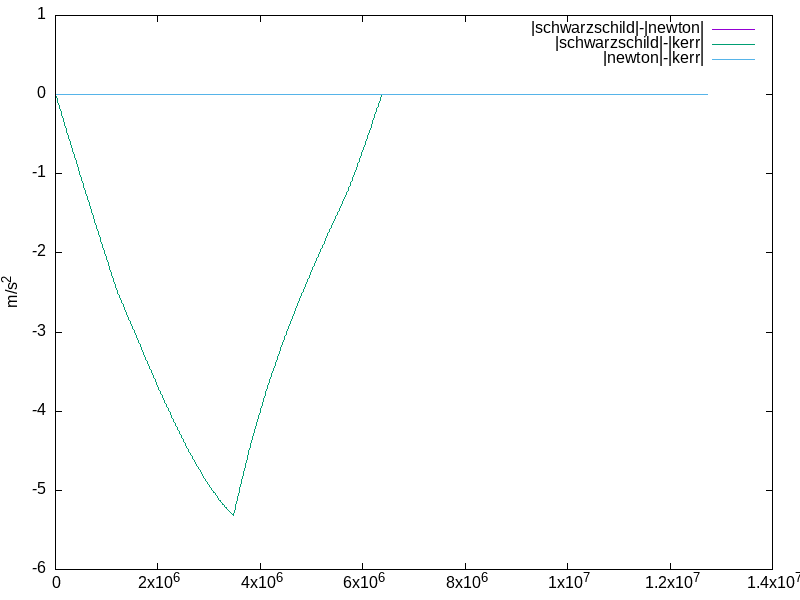 1
0
-1
-2
-3
-4
-5
-6
m/s²
|schwarzschild|-|newton|
|schwarzschild|-|kerr|
|newton|-|kerr|
0 2x10⁶ 4x10⁶ 6x10⁶ 8x10⁶ 1x10⁷ 1.2x10⁷ 1.4x10⁷